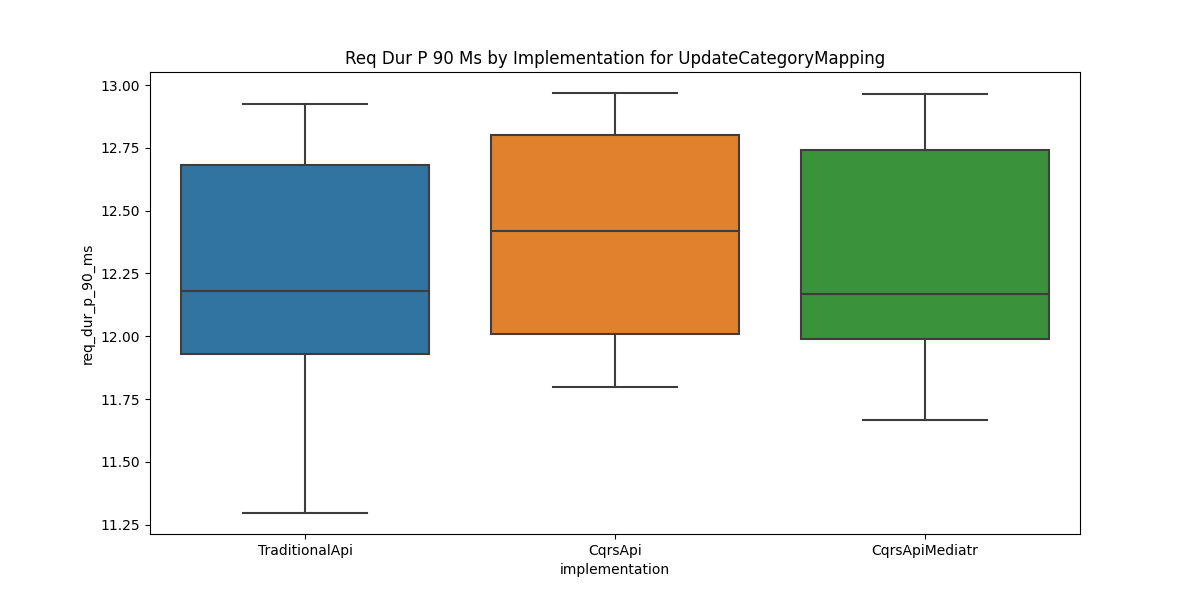 Req Dur P 90 Ms by Implementation for UpdateCategoryMapping
req_dur_p_90_ms
13.00
12.75
12.50
12.25
12.00
11.75
11.50
11.25
TraditionalApi
CqrsApi
CqrsApiMediatr
implementation